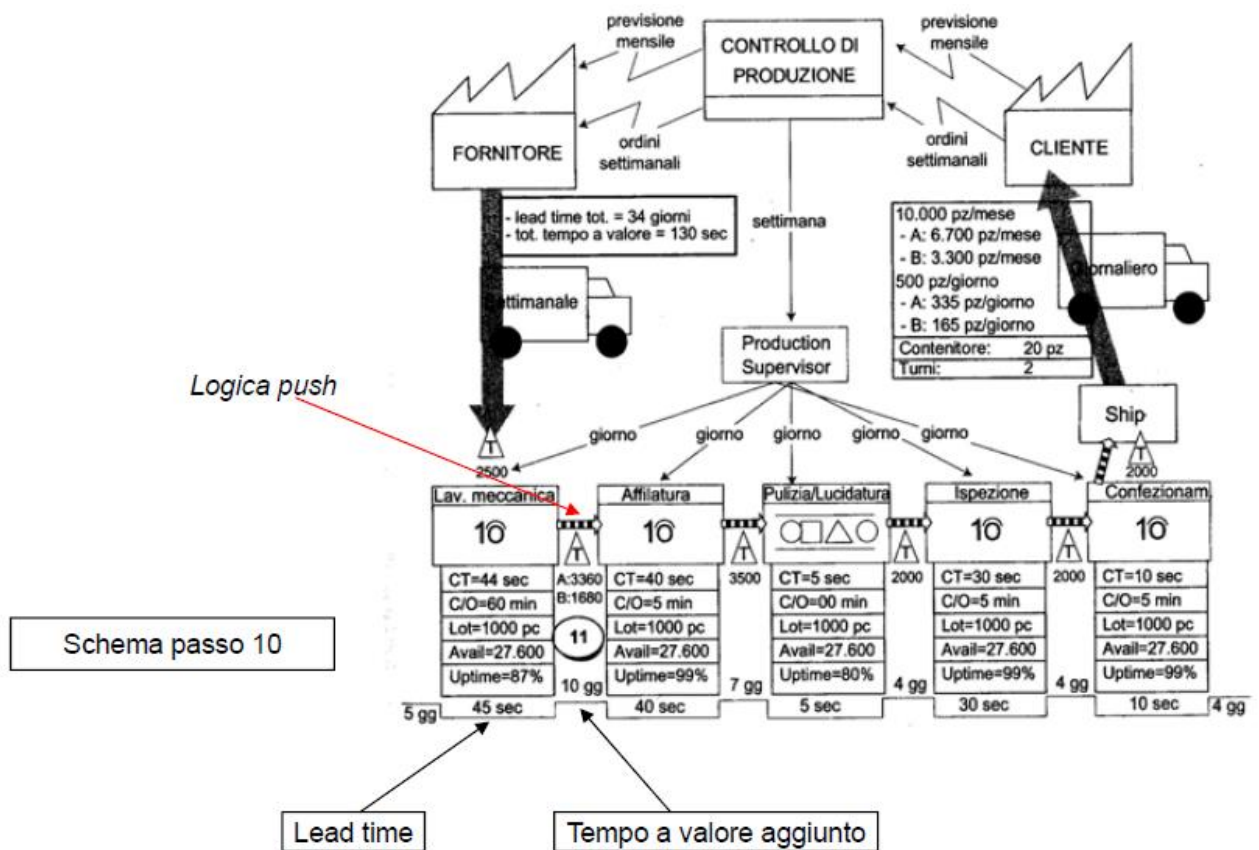 previsione
mensile
CONTROLLO DI
PRODUZIONE
previsione
mensile
FORNITORE
ordini
settimanali
ordini
settimanali
CLIENTE
- lead time tot. = 34 giorni
- tot. tempo a valore = 130 sec
settimana
10.000 pz/mese
- A: 6.700 pz/mese
- B: 3.300 pz/mese
500 pz/giorno
- A: 335 pz/giorno
- B: 165 pz/giorno
Contenitore: 20 pz
Turni: 2
Settimanale
Giornaliero
Production
Supervisor
Logica push
Ship
giorno
giorno
giorno
giorno
giorno
T
2500
T
2000
Lav. meccanica
Affilatura
Pulizia/Lucidatura
Ispezione
Confezionam.
10
10
10
10
T
T
T
T
A:3360
B:1680
3500
2000
2000
CT=44 sec
C/O=60 min
Lot=1000 pc
Avail=27.600
Uptime=87%
11
CT=40 sec
C/O=5 min
Lot=1000 pc
Avail=27.600
Uptime=99%
CT=5 sec
C/O=00 min
Lot=1000 pc
Avail=27.600
Uptime=80%
CT=30 sec
C/O=5 min
Lot=1000 pc
Avail=27.600
Uptime=99%
CT=10 sec
C/O=5 min
Lot=1000 pc
Avail=27.600
Uptime=99%
Schema passo 10
5 gg
45 sec
10 gg
40 sec
7 gg
5 sec
4 gg
30 sec
4 gg
10 sec
4 gg
Lead time
Tempo a valore aggiunto